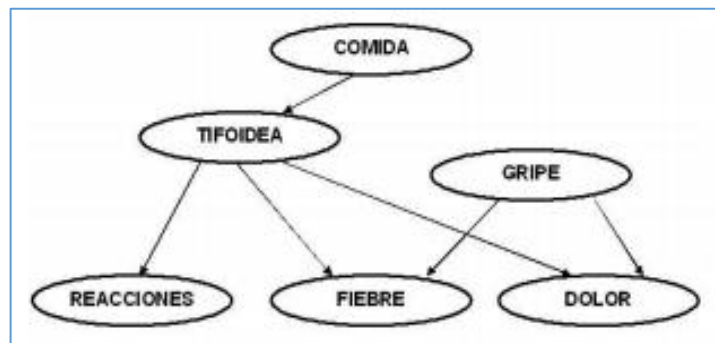 COMIDA
TIFOIDEA
GRIPE
REACCIONES
FIEBRE
DOLOR